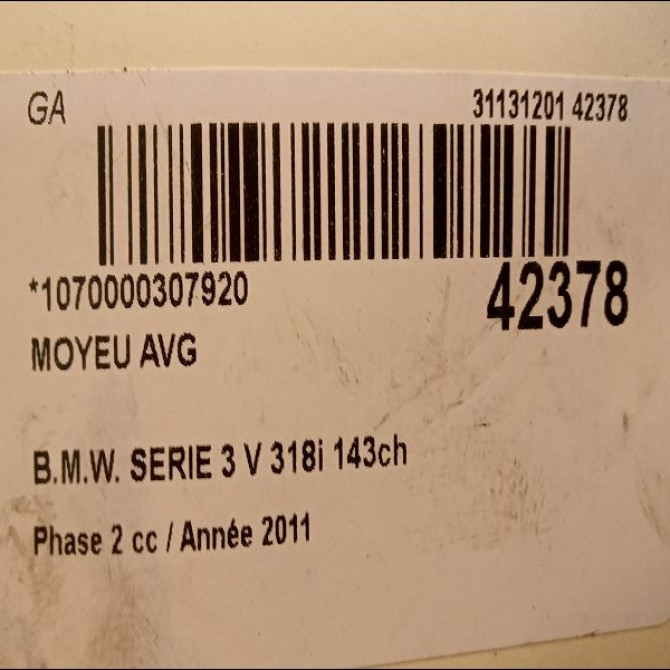 GA 31131201 42378
*1070000307920 42378
MOYEU AVG
B.M.W. SERIE 3 V 318i 143ch
Phase 2 cc / Année 2011